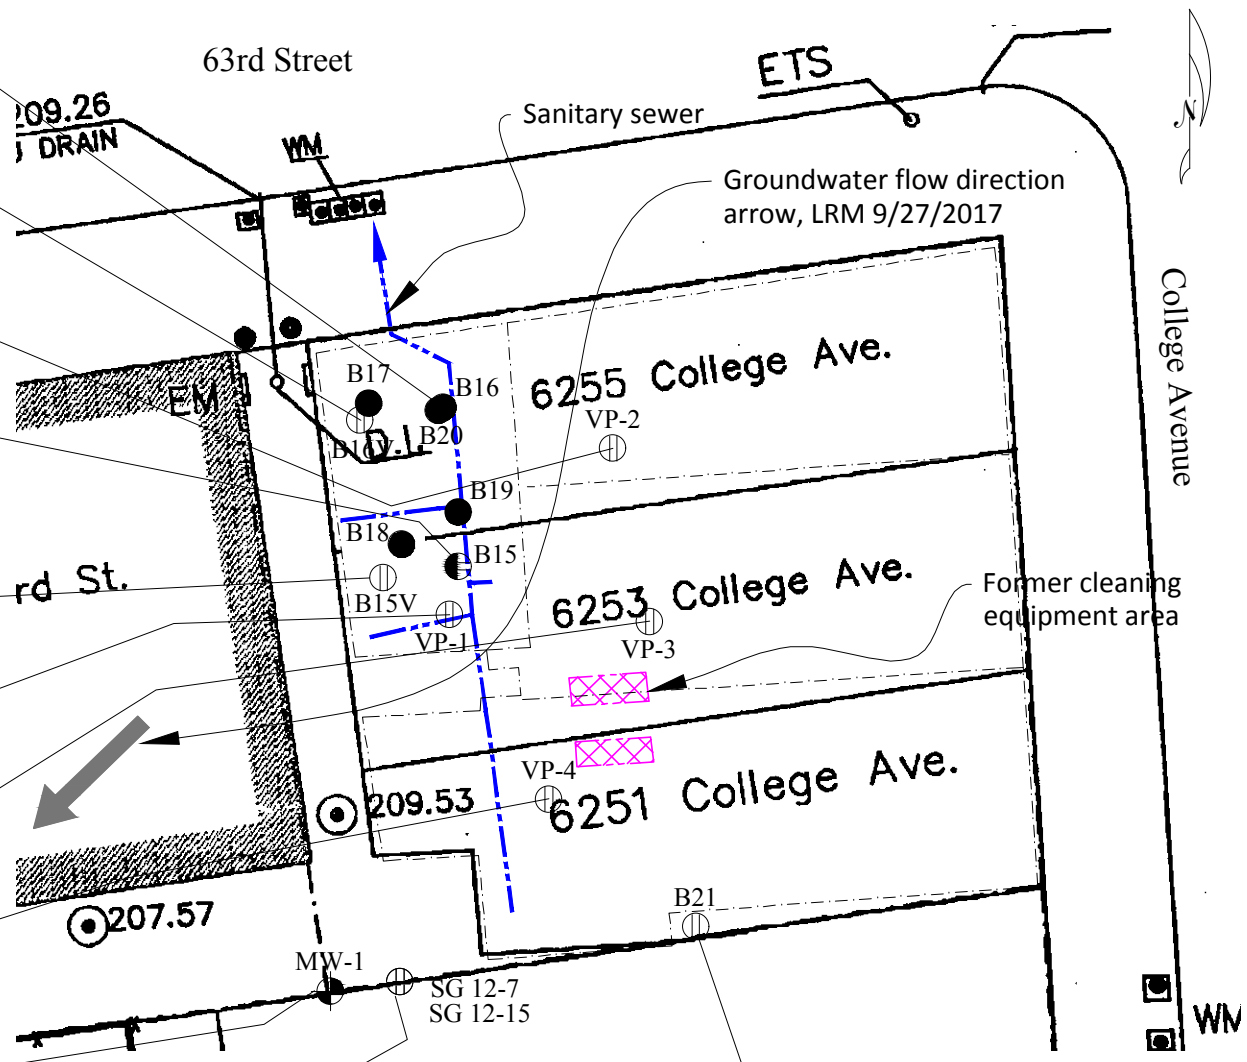 63rd Street
ETS
209.26
DRAIN
Sanitary sewer
WM
N
Groundwater flow direction
arrow, LRM 9/27/2017
College Avenue
6255 College Ave.
B17
B16
EM
B16V
D.I.
B20
VP-2
B19
B18
B15
rd St.
B15V
6253 College Ave.
Former cleaning
equipment area
VP-1
VP-3
VP-4
209.53
6251 College Ave.
207.57
B21
MW-1
SG 12-7
SG 12-15
WM